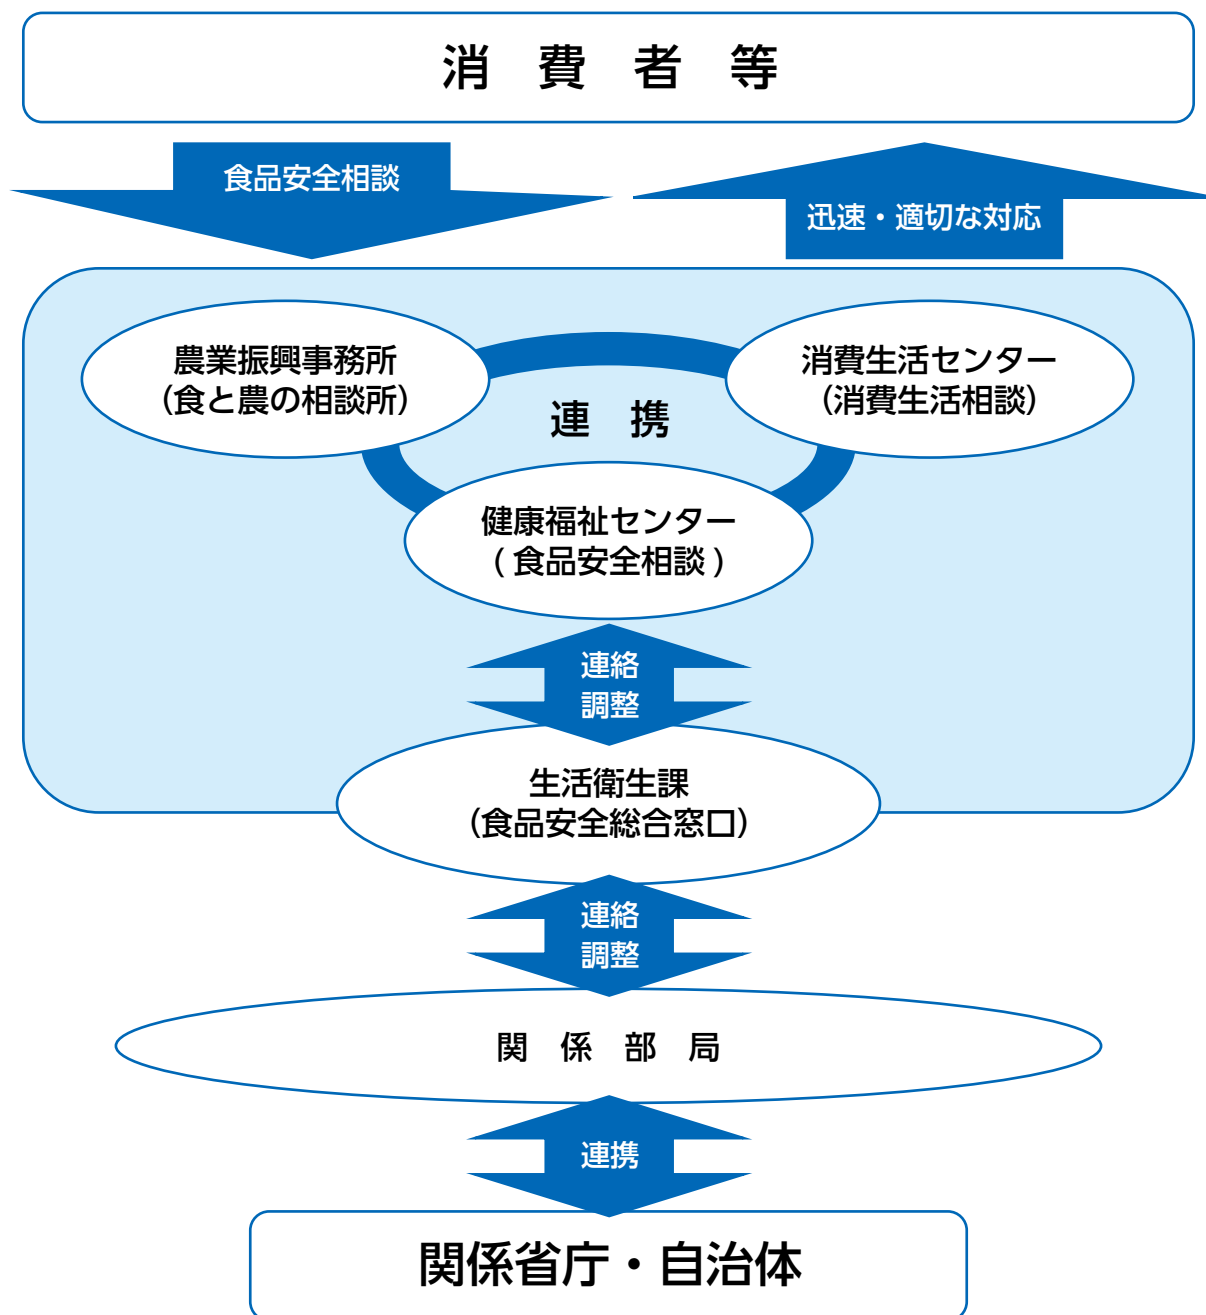 消費者等
食品安全相談
迅速・適切な対応
農業振興事務所
(食と農の相談所)
消費生活センター
(消費生活相談)
連携
健康福祉センター
(食品安全相談)
連絡
調整
生活衛生課
(食品安全総合窓口)
連絡
調整
関係部局
連携
関係省庁・自治体